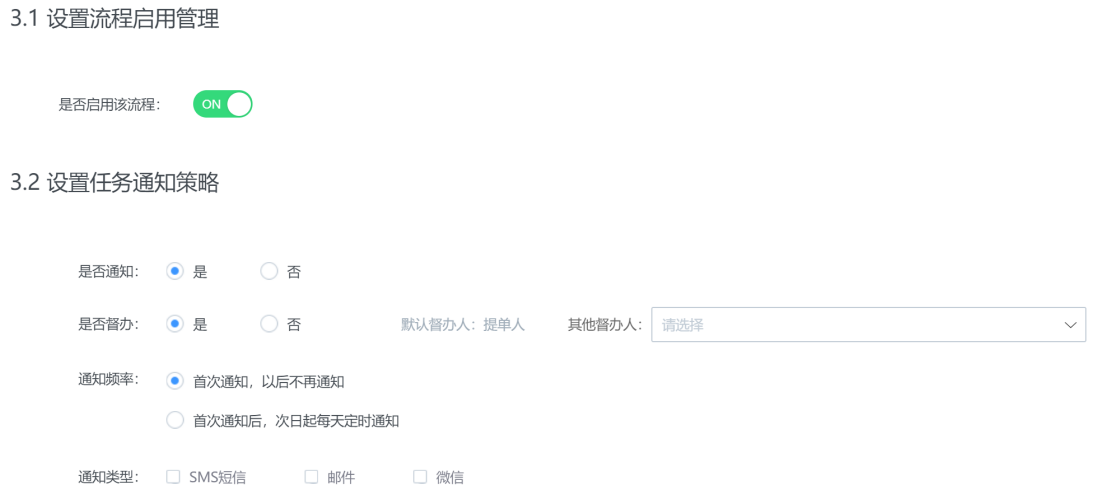 3.1 设置流程启用管理
是否启用该流程： ON
3.2 设置任务通知策略
是否通知： 是 否
是否督办： 是 否 默认督办人：提单人 其他督办人： 请选择
通知频率： 首次通知，以后不再通知
首次通知后，次日起每天定时通知
通知类型： SMS短信 邮件 微信